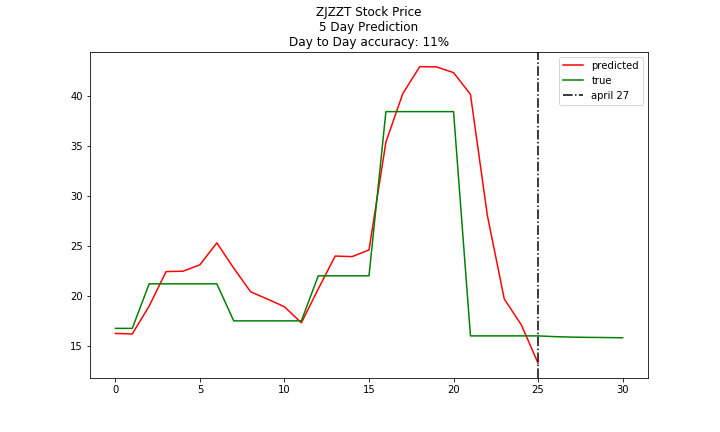 ZJZZT Stock Price
5 Day Prediction
Day to Day accuracy: 11%
predicted
true
april 27
40
35
30
25
20
15
0 5 10 15 20 25 30